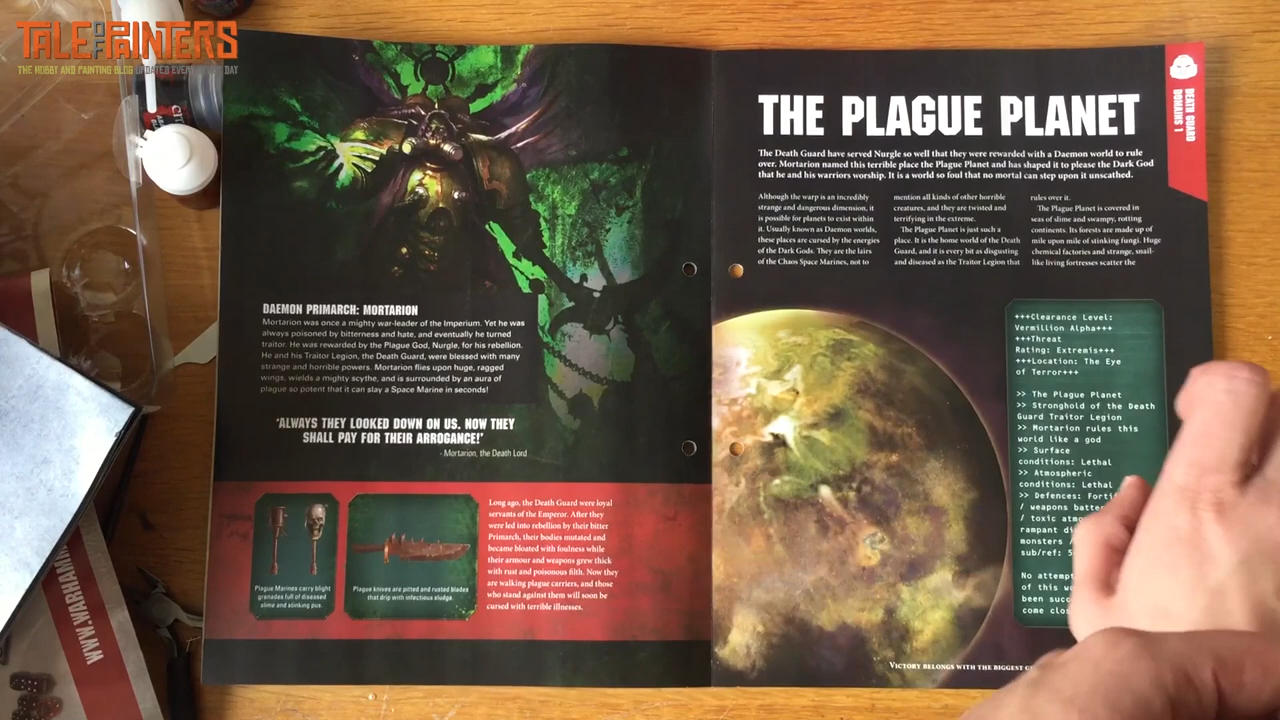 TALE OF PAINTERS
THE HOBBY AND PAINTING BLOG UPDATED EVERY DAY
DAEMON PRIMARCH: MORTARION
Mortarion was once a mighty war-leader of the Imperium. Yet he was
always poisoned by bitterness and hate, and eventually he turned
traitor. He was rewarded by the Plague God, Nurgle, for his rebellion.
He and his Traitor Legion, the Death Guard, were blessed with many
strange and horrible powers. Mortarion flies upon huge, ragged
wings, wields a mighty scythe, and is surrounded by an aura of
plague so potent that it can slay a Space Marine in seconds!
'ALWAYS THEY LOOKED DOWN ON US. NOW THEY
SHALL PAY FOR THEIR ARROGANCE!'
- Mortarion, the Death Lord
Plague Marines carry blight
grenades full of diseased
slime and stinking pus.
Plague knives are pitted and rusted blades
that drip with infectious sludge.
Long ago, the Death Guard were loyal
servants of the Emperor. After they
were led into rebellion by their bitter
Primarch, their bodies mutated and
became bloated with foulness while
their armour and weapons grew thick
with rust and poisonous filth. Now they
are walking plague carriers, and those
who stand against them will soon be
cursed with terrible illnesses.
THE PLAGUE PLANET
The Death Guard have served Nurgle so well that they were rewarded with a Daemon world to rule
over. Mortarion named this terrible place the Plague Planet and has shaped it to please the Dark God
that he and his warriors worship. It is a world so foul that no mortal can step upon it unscathed.
Although the warp is an incredibly
strange and dangerous dimension, it
is possible for planets to exist within
it. Usually known as Daemon worlds,
these places are cursed by the energies
of the Dark Gods. They are the lairs
of the Chaos Space Marines, not to
mention all kinds of other horrible
creatures, and they are twisted and
terrifying in the extreme.
The Plague Planet is just such a
place. It is the home world of the Death
Guard, and it is every bit as disgusting
and diseased as the Traitor Legion that
rules over it.
The Plague Planet is covered in
seas of slime and swampy, rotting
continents. Its forests are made up of
mile upon mile of stinking fungi. Huge
chemical factories and strange, snail-
like living fortresses scatter the
DEATH GUARD
DOMAINS 1
+++Clearance Level:
Vermillion Alpha+++
+++Threat
Rating: Extremis+++
+++Location: The Eye
of Terror+++
>> The Plague Planet
>> Stronghold of the Death
Guard Traitor Legion
>> Mortarion rules this
world like a god
>> Surface
conditions: Lethal
>> Atmospheric
conditions: Lethal
>> Defences: Fortif
/ weapons batte
/ toxic atmo
rampant di
monsters /
sub/ref: 5
No attempt
of this w
been succ
come clos
VICTORY BELONGS WITH THE BIGGEST G
WWW.WARHAM